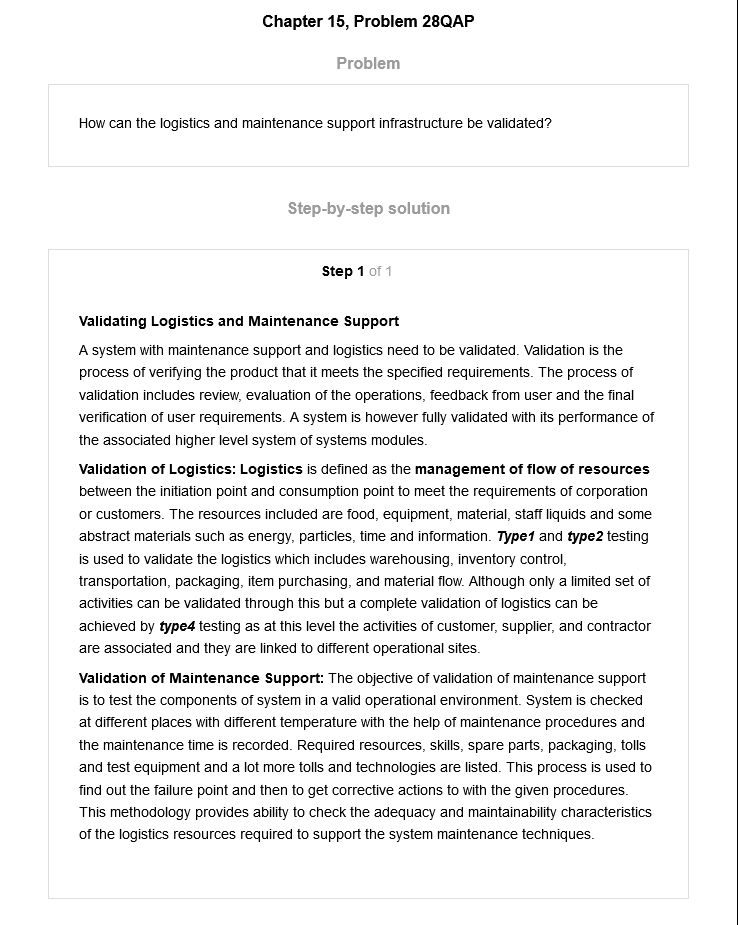 Chapter 15, Problem 28QAP
Problem
How can the logistics and maintenance support infrastructure be validated?
Step-by-step solution
Step 1 of 1
Validating Logistics and Maintenance Support
A system with maintenance support and logistics need to be validated. Validation is the
process of verifying the product that it meets the specified requirements. The process of
validation includes review, evaluation of the operations, feedback from user and the final
verification of user requirements. A system is however fully validated with its performance of
the associated higher level system of systems modules.
Validation of Logistics: Logistics is defined as the management of flow of resources
between the initiation point and consumption point to meet the requirements of corporation
or customers. The resources included are food, equipment, material, staff liquids and some
abstract materials such as energy, particles, time and information. Type1 and type2 testing
is used to validate the logistics which includes warehousing, inventory control,
transportation, packaging, item purchasing, and material flow. Although only a limited set of
activities can be validated through this but a complete validation of logistics can be
achieved by type4 testing as at this level the activities of customer, supplier, and contractor
are associated and they are linked to different operational sites.
Validation of Maintenance Support: The objective of validation of maintenance support
is to test the components of system in a valid operational environment. System is checked
at different places with different temperature with the help of maintenance procedures and
the maintenance time is recorded. Required resources, skills, spare parts, packaging, tolls
and test equipment and a lot more tolls and technologies are listed. This process is used to
find out the failure point and then to get corrective actions to with the given procedures.
This methodology provides ability to check the adequacy and maintainability characteristics
of the logistics resources required to support the system maintenance techniques.